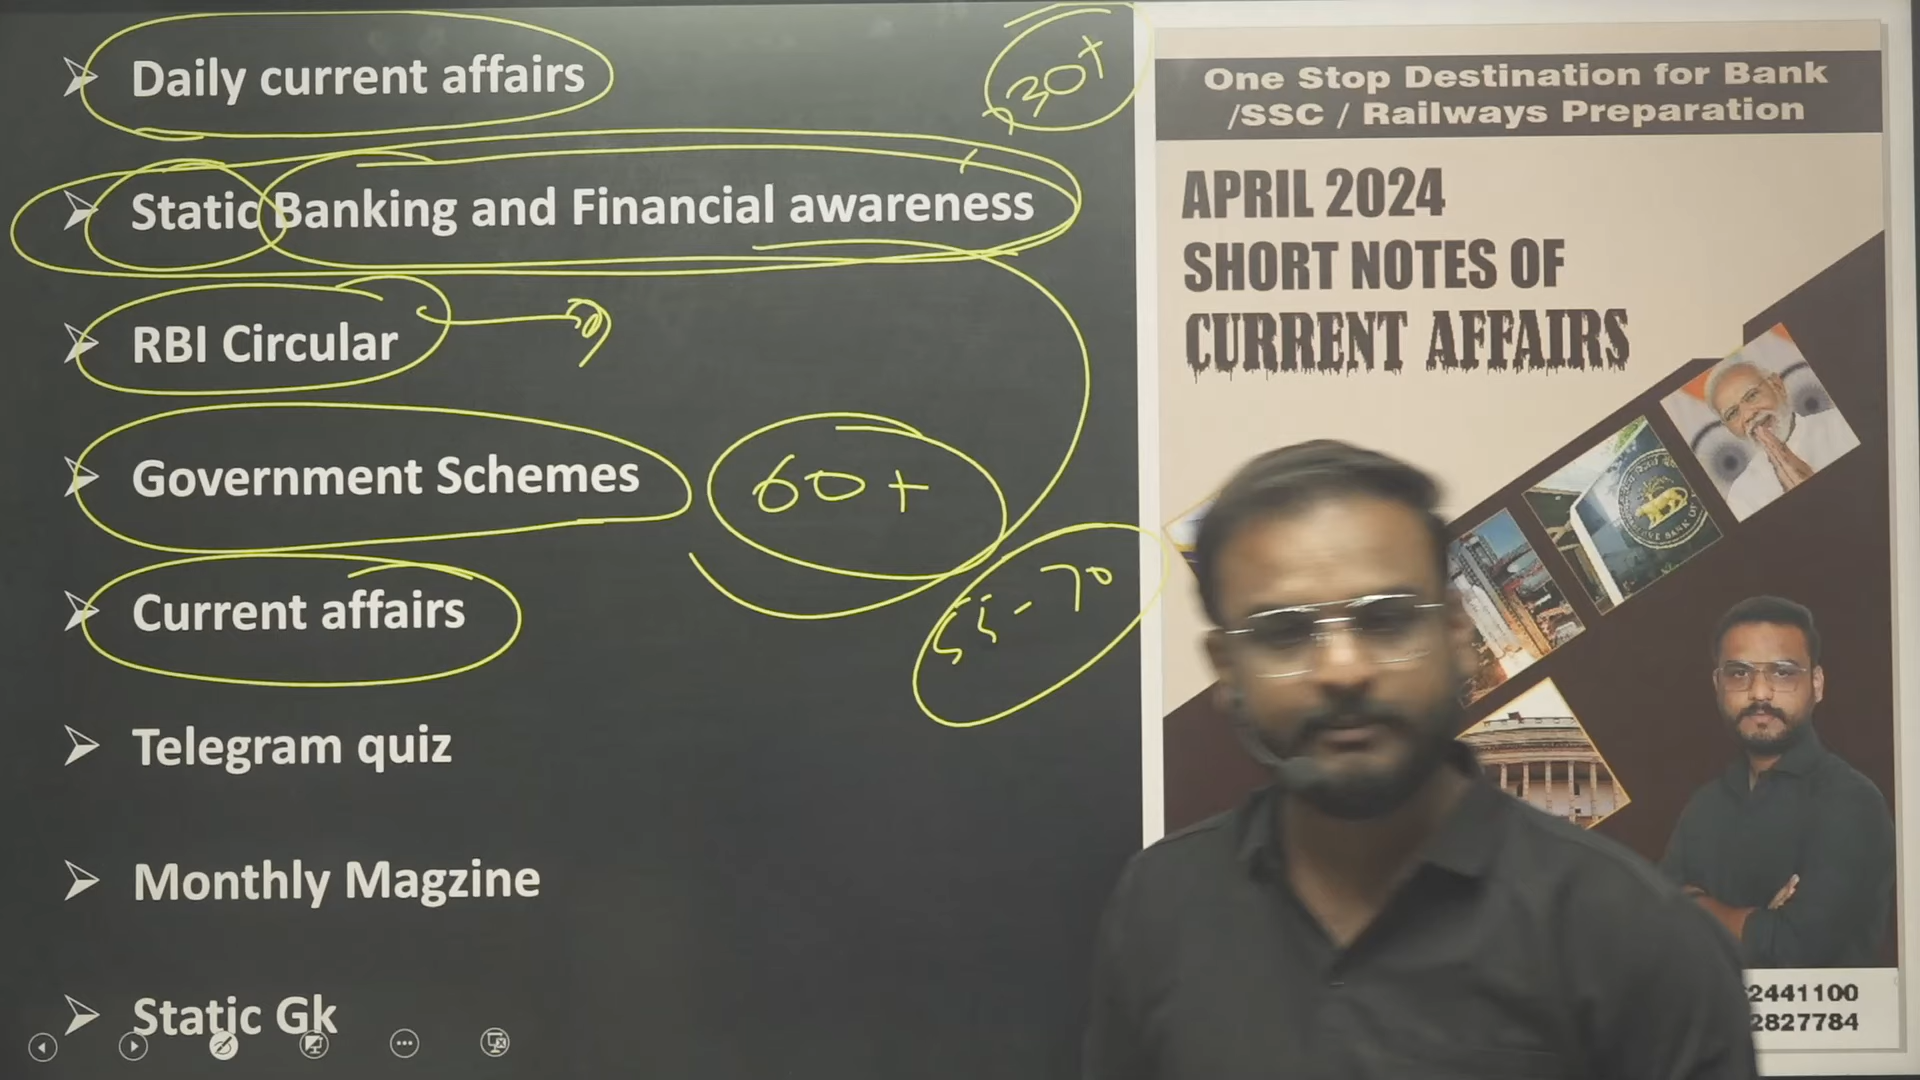 Daily current affairs
30+
Static Banking and Financial awareness
RBI Circular
Government Schemes
60+
Current affairs
55-70
Telegram quiz
Monthly Magzine
Static Gk
One Stop Destination for Bank
/SSC / Railways Preparation
APRIL 2024
SHORT NOTES OF
CURRENT AFFAIRS
2441100
2827784